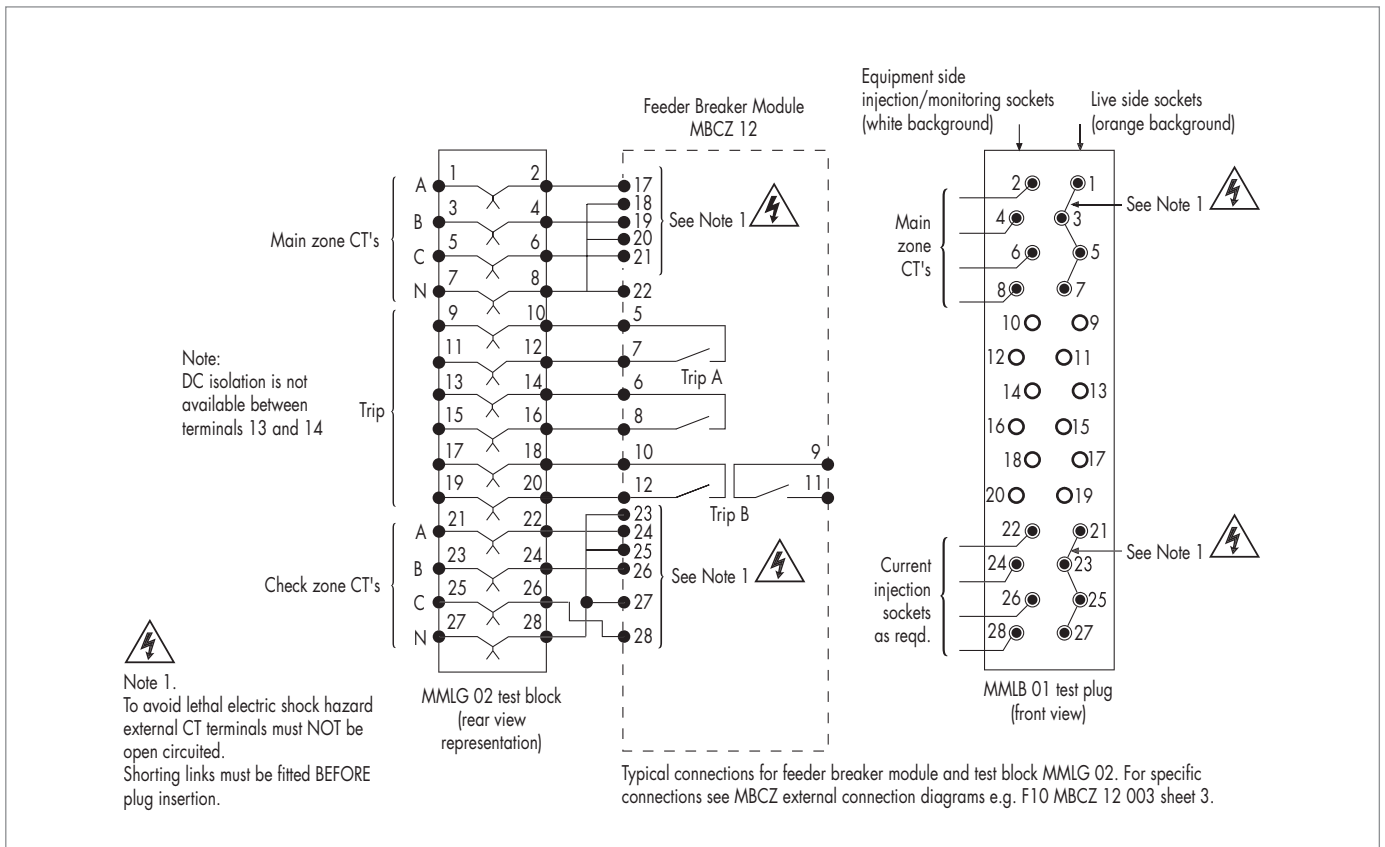 Feeder Breaker Module
MBCZ 12
Equipment side
injection/monitoring sockets
(white background)
Live side sockets
(orange background)
Main zone CT's
A
B
C
N
1 2
3 4
5 6
7 8
17
18
19
20
21
22
See Note 1
Note:
DC isolation is not
available between
terminals 13 and 14
Trip
9 10
11 12
13 14
15 16
17 18
19 20
5
7
Trip A
6
8
10
12
9
11
Trip B
Check zone CT's
A
B
C
N
21 22
23 24
25 26
27 28
23
24
25
26
27
28
See Note 1
MMLG 02 test block
(rear view
representation)
Note 1.
To avoid lethal electric shock hazard
external CT terminals must NOT be
open circuited.
Shorting links must be fitted BEFORE
plug insertion.
Main
zone
CT's
2 1
4 3
6 5
8 7
See Note 1
10 9
12 11
14 13
16 15
18 17
20 19
22 21
24 23
26 25
28 27
See Note 1
Current
injection
sockets
as reqd.
MMLB 01 test plug
(front view)
Typical connections for feeder breaker module and test block MMLG 02. For specific
connections see MBCZ external connection diagrams e.g. F10 MBCZ 12 003 sheet 3.